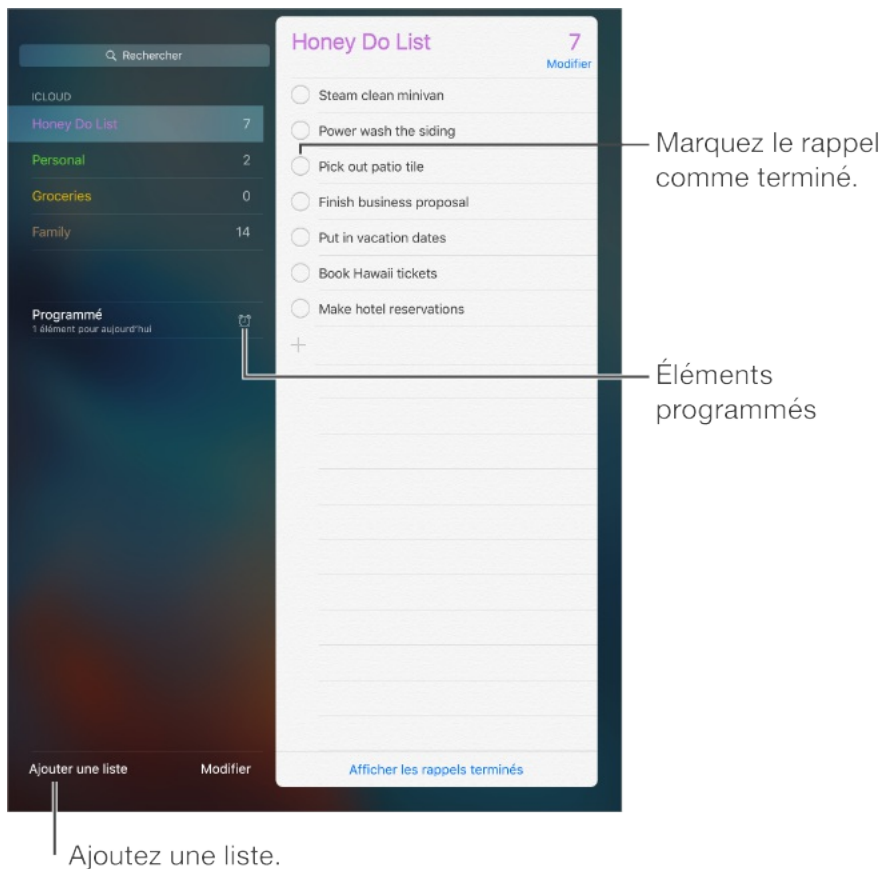 Rechercher
ICLOUD
Honey Do List 7
Personal 2
Groceries 0
Family 14
Programmé
1 élément pour aujourd'hui
Ajouter une liste Modifier
Honey Do List 7
Modifier
Steam clean minivan
Power wash the siding
Pick out patio tile
Finish business proposal
Put in vacation dates
Book Hawaii tickets
Make hotel reservations
Afficher les rappels terminés
Marquez le rappel
comme terminé.
Éléments
programmés
Ajoutez une liste.